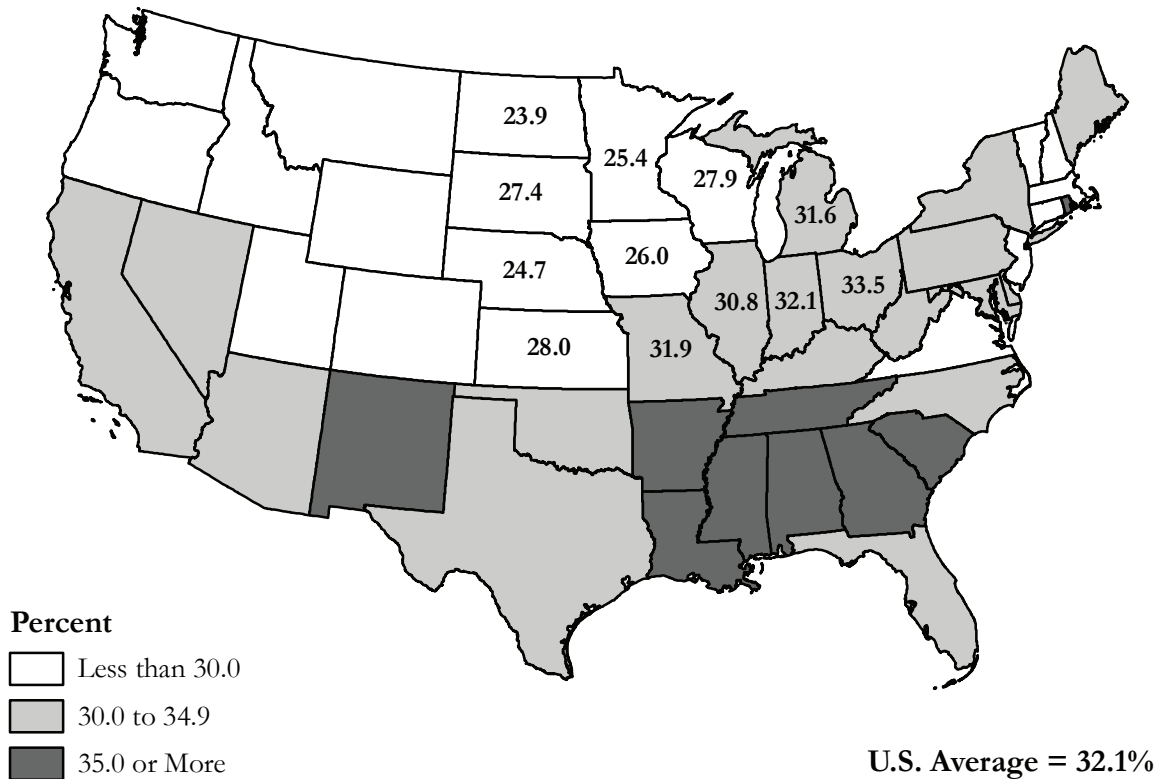 23.9
25.4
27.9
27.4
31.6
26.0
24.7
33.5
30.8
32.1
28.0
31.9
Percent
Less than 30.0
30.0 to 34.9
35.0 or More
U.S. Average = 32.1%